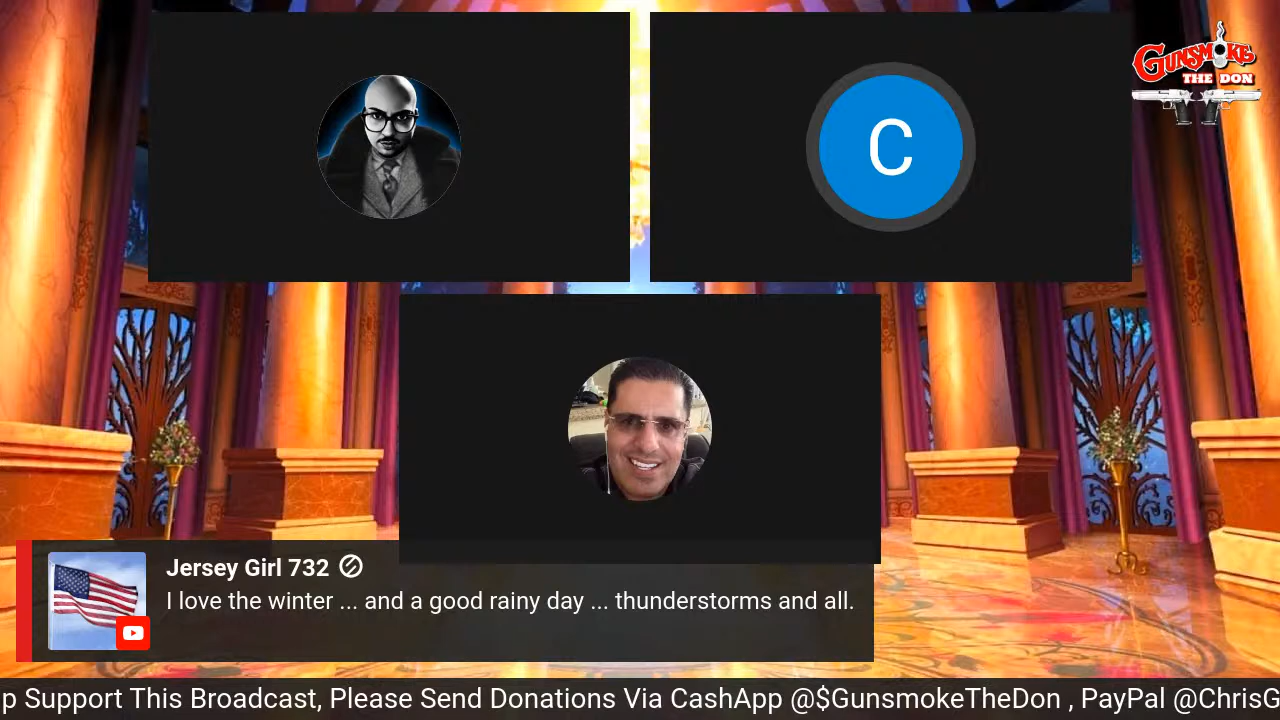 GUNSMOKE
THE DON
C
Jersey Girl 732
I love the winter ... and a good rainy day ... thunderstorms and all.
p Support This Broadcast, Please Send Donations Via CashApp @$GunsmokeTheDon , PayPal @ChrisG